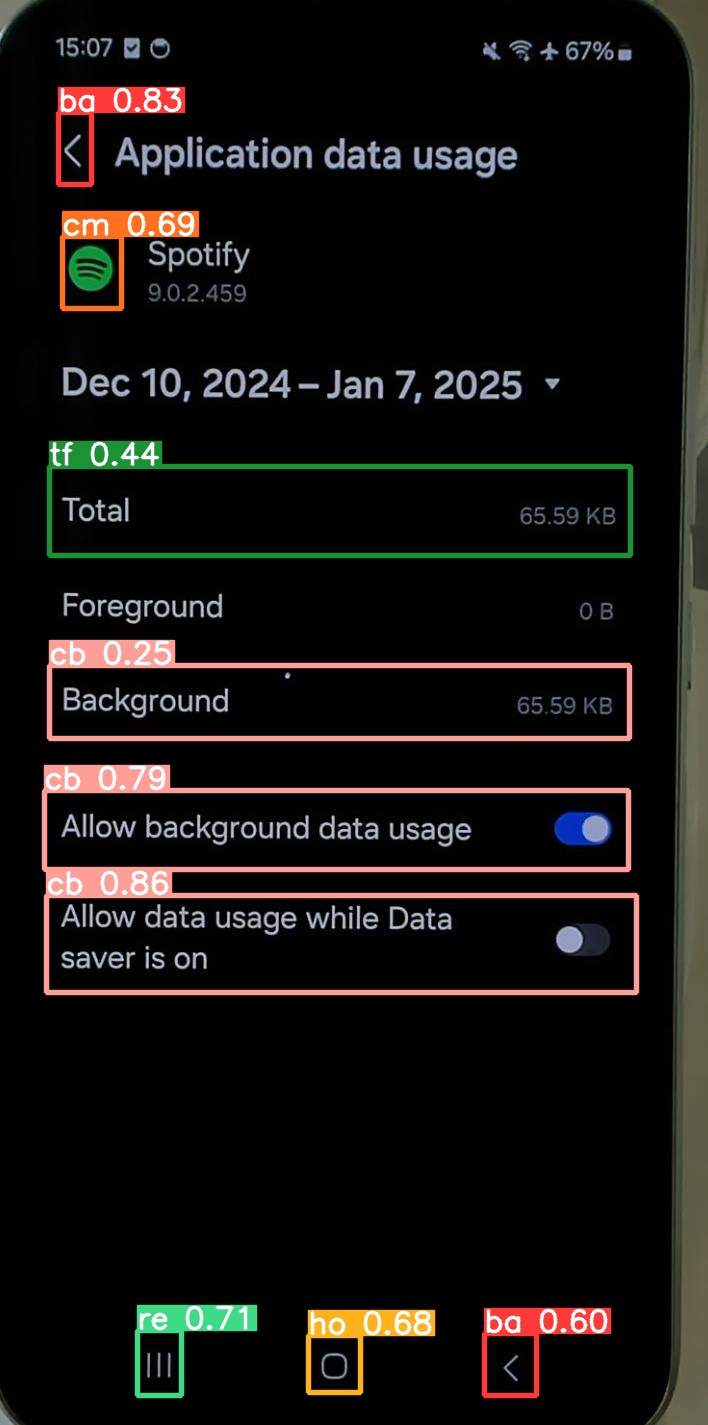 15:07 67%
ba 0.83
Application data usage
cm 0.69
Spotify
9.0.2.459
Dec 10, 2024 – Jan 7, 2025
tf 0.44
Total 65.59 KB
Foreground 0 B
cb 0.25
Background 65.59 KB
cb 0.79
Allow background data usage
cb 0.86
Allow data usage while Data
saver is on
re 0.71 ho 0.68 ba 0.60